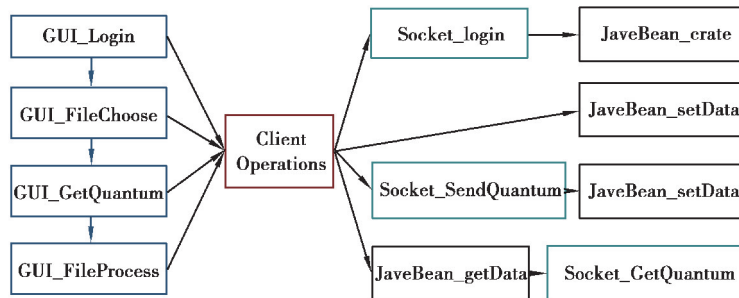 GUI_Login
GUI_FileChoose
GUI_GetQuantum
GUI_FileProcess
Client
Operations
Socket_login
JaveBean_crate
JaveBean_setData
Socket_SendQuantum
JaveBean_setData
JaveBean_getData
Socket_GetQuantum